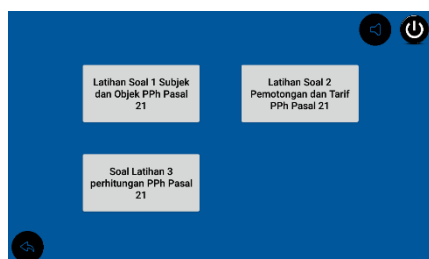 Latihan Soal 1 Subjek
dan Objek PPh Pasal
21
Latihan Soal 2
Pemotongan dan Tarif
PPh Pasal 21
Soal Latihan 3
perhitungan PPh Pasal
21